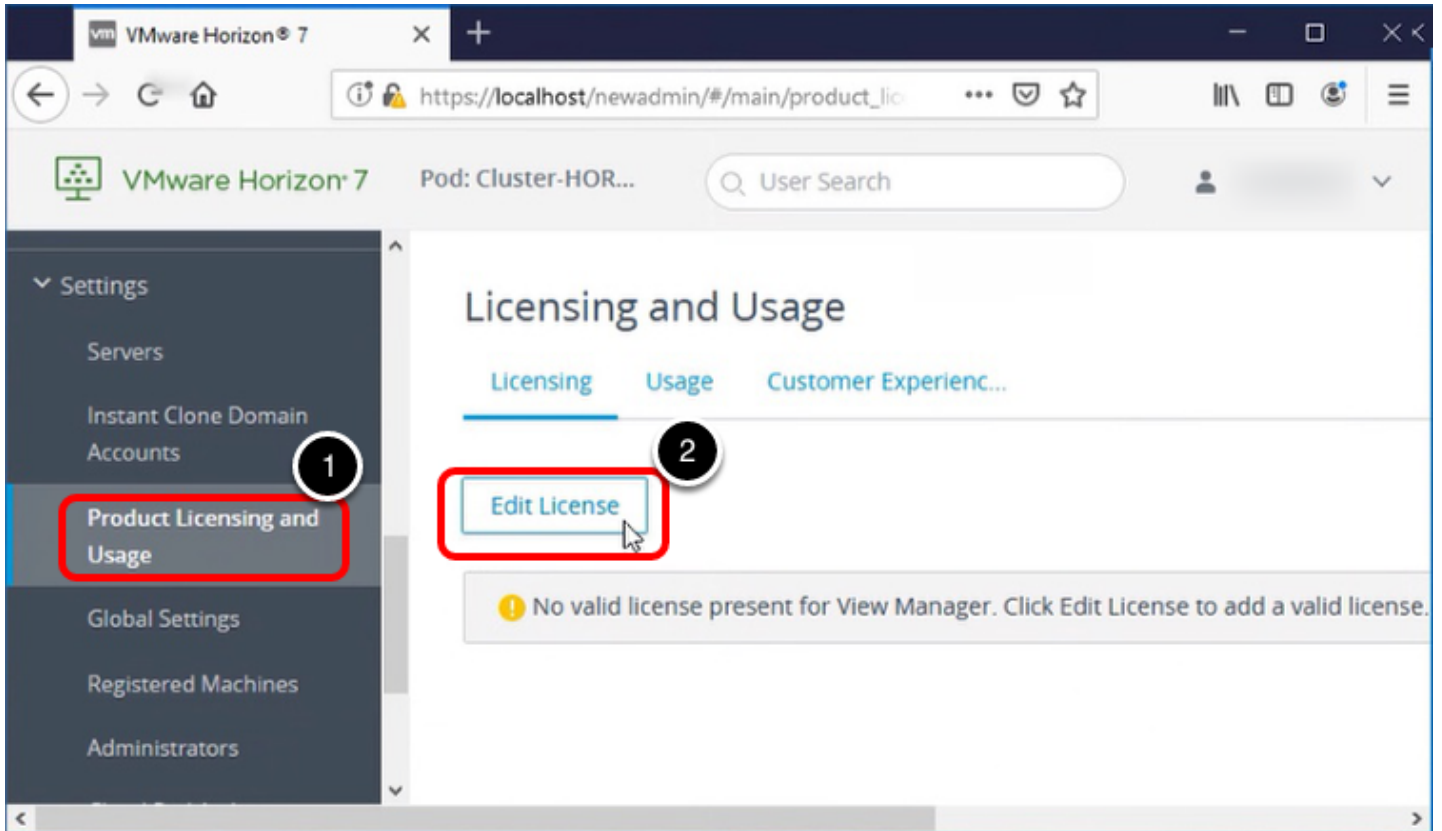 vm VMware Horizon® 7
https://localhost/newadmin/#/main/product_lic
VMware Horizon® 7
Pod: Cluster-HOR...
User Search
Settings
Servers
Instant Clone Domain
Accounts
1
Product Licensing and
Usage
Global Settings
Registered Machines
Administrators
Licensing and Usage
Licensing Usage Customer Experienc...
2
Edit License
! No valid license present for View Manager. Click Edit License to add a valid license.